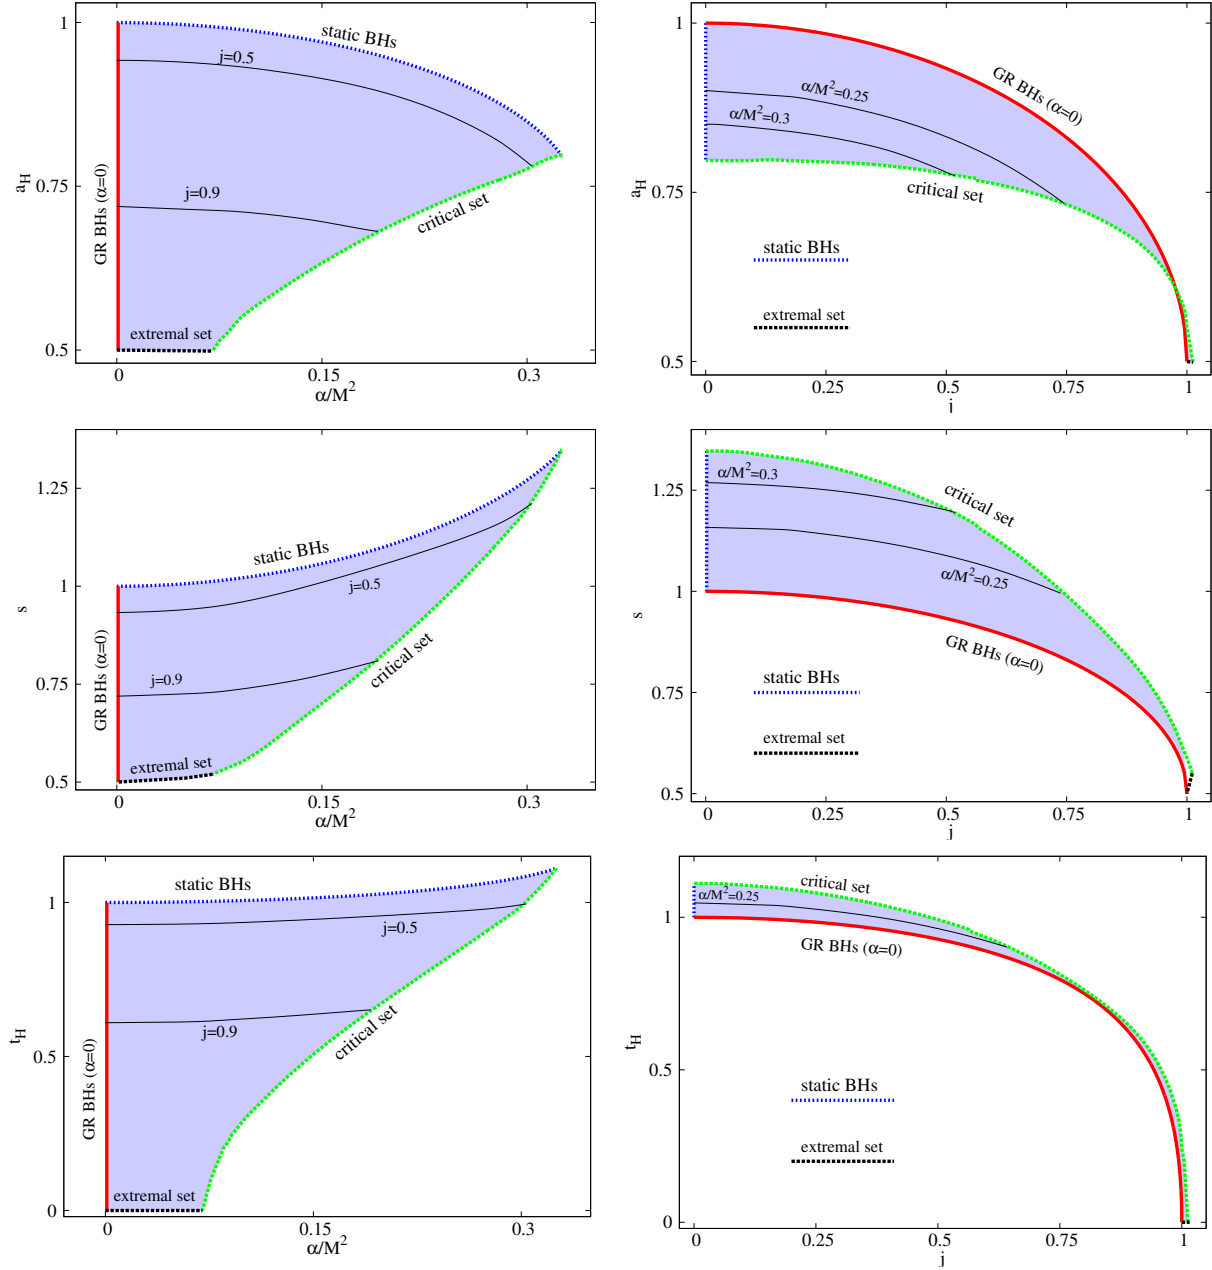 1
0.75
0.5
a_H
0
0.15
0.3
α/M²
static BHs
j=0.5
j=0.9
GR BHs (α=0)
critical set
extremal set
1
0.75
0.5
a_H
0
0.25
0.5
0.75
1
j
GR BHs (α=0)
α/M²=0.25
α/M²=0.3
critical set
static BHs
extremal set
1.25
1
0.75
0.5
s
0
0.15
0.3
α/M²
static BHs
j=0.5
j=0.9
GR BHs (α=0)
critical set
extremal set
1.25
1
0.75
0.5
s
0
0.25
0.5
0.75
1
j
α/M²=0.3
critical set
α/M²=0.25
GR BHs (α=0)
static BHs
extremal set
1
0.5
0
t_H
0
0.15
0.3
α/M²
static BHs
j=0.5
j=0.9
GR BHs (α=0)
critical set
extremal set
1
0.5
0
t_H
0
0.25
0.5
0.75
1
j
critical set
α/M²=0.25
GR BHs (α=0)
static BHs
extremal set